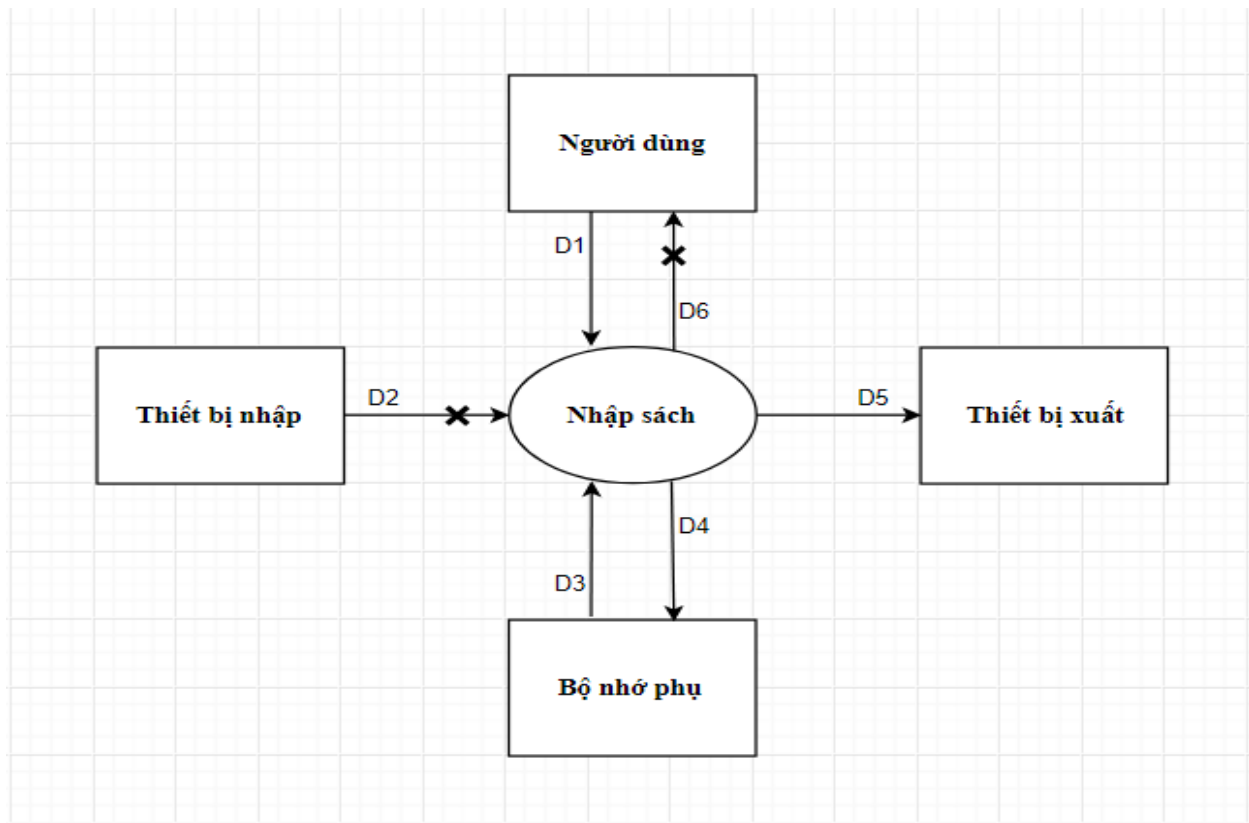 Người dùng
D1
D6
D2
Thiết bị nhập
Nhập sách
D5
Thiết bị xuất
D4
D3
Bộ nhớ phụ